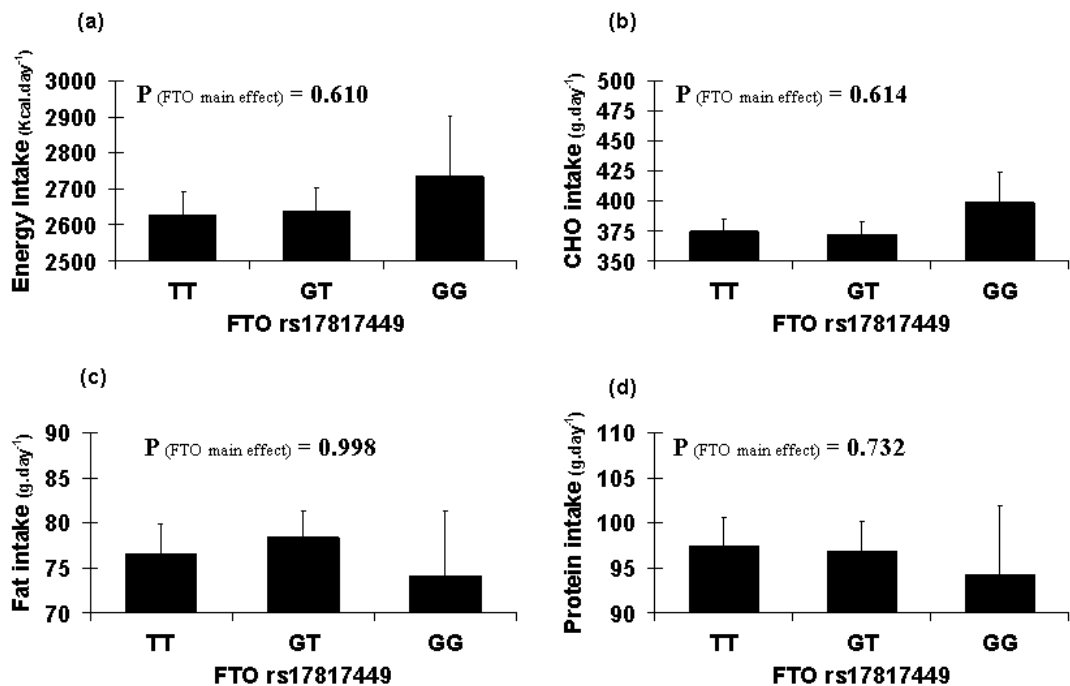 (a)
P (FTO main effect) = 0.610
Energy Intake (Kcal.day-1)
3000
2900
2800
2700
2600
2500
TT GT GG
FTO rs17817449
(b)
P (FTO main effect) = 0.614
CHO intake (g.day-1)
500
475
450
425
400
375
350
TT GT GG
FTO rs17817449
(c)
P (FTO main effect) = 0.998
Fat intake (g.day-1)
90
85
80
75
70
TT GT GG
FTO rs17817449
(d)
P (FTO main effect) = 0.732
Protein intake (g.day-1)
110
105
100
95
90
TT GT GG
FTO rs17817449